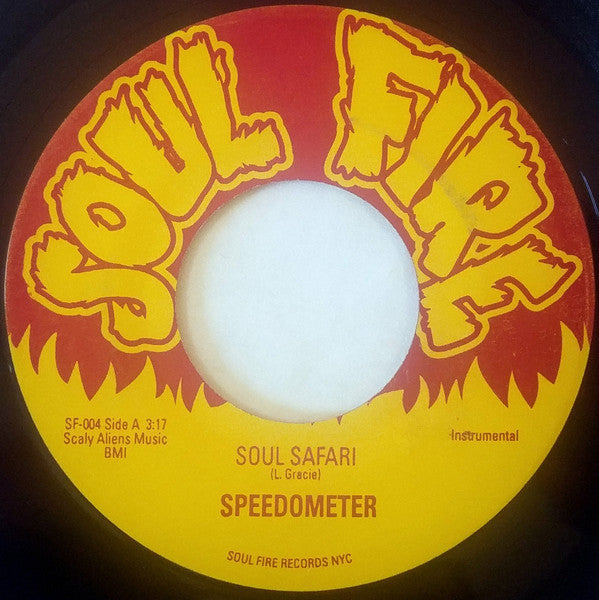 SOUL FIRE
SF-004 Side A 3:17
Scaly Aliens Music
BMI
Instrumental
SOUL SAFARI
(L. Gracie)
SPEEDOMETER
SOUL FIRE RECORDS NYC